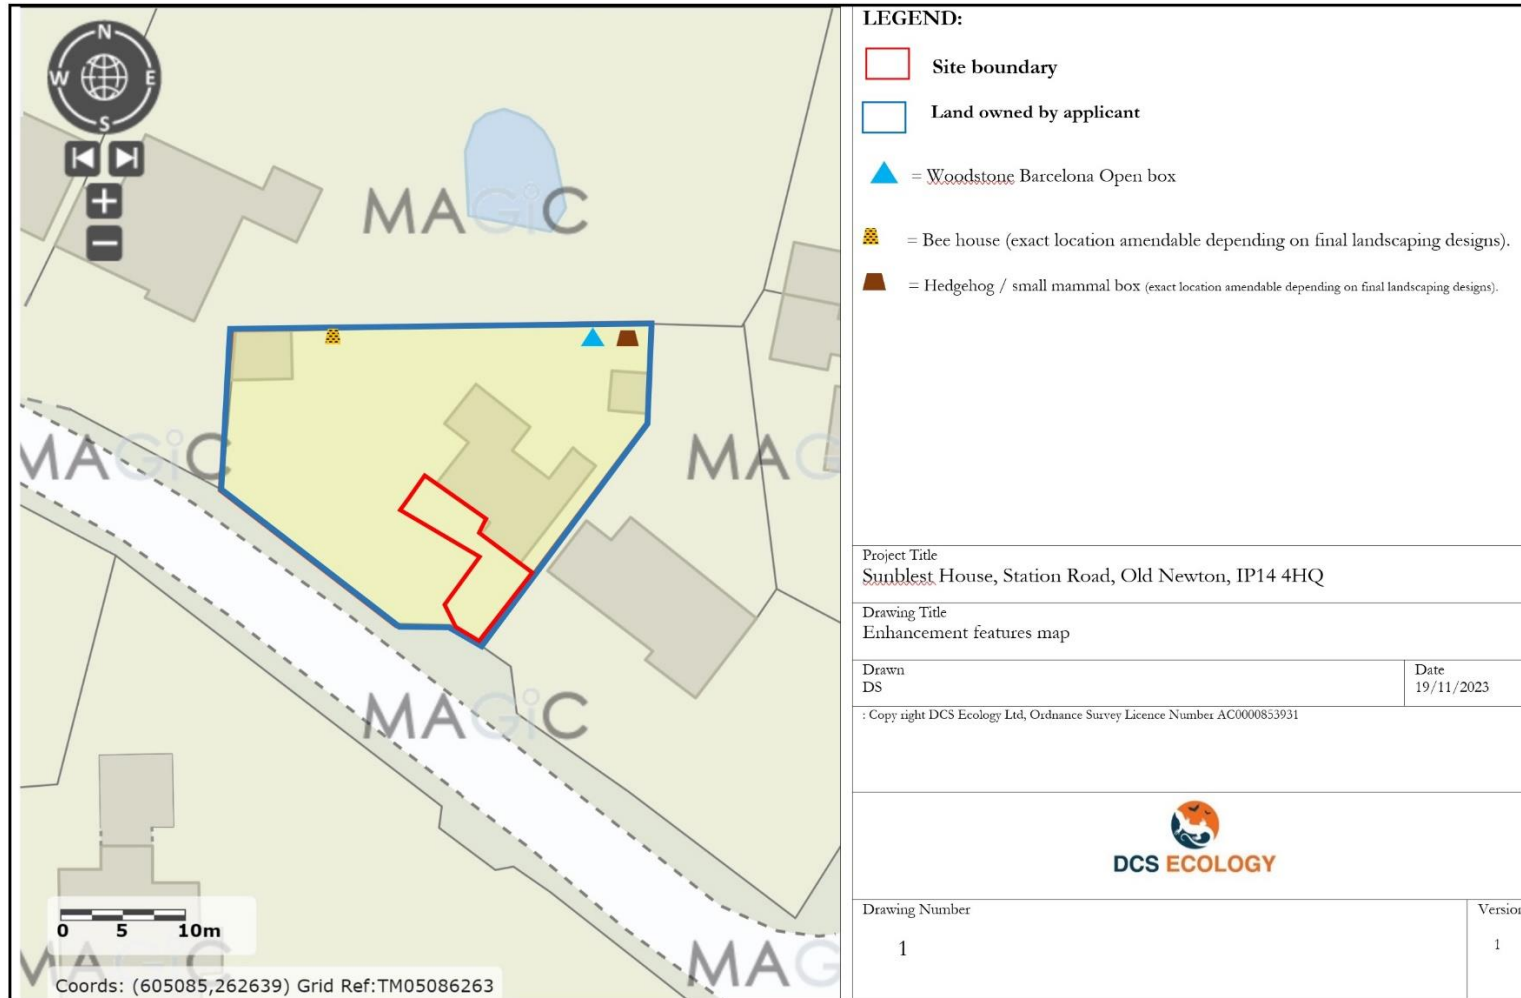 N
W
E
S
MAGiC
MAGiC
MAG
MAGiC
MAG
0 5 10m
Coords: (605085,262639) Grid Ref:TM05086263
LEGEND:
Site boundary
Land owned by applicant
= Woodstone Barcelona Open box
= Bee house (exact location amendable depending on final landscaping designs).
= Hedgehog / small mammal box (exact location amendable depending on final landscaping designs).
Project Title
Sunblest House, Station Road, Old Newton, IP14 4HQ
Drawing Title
Enhancement features map
Drawn
DS
Date
19/11/2023
: Copy right DCS Ecology Ltd, Ordnance Survey Licence Number AC0000853931
DCS ECOLOGY
Drawing Number
1
Version
1